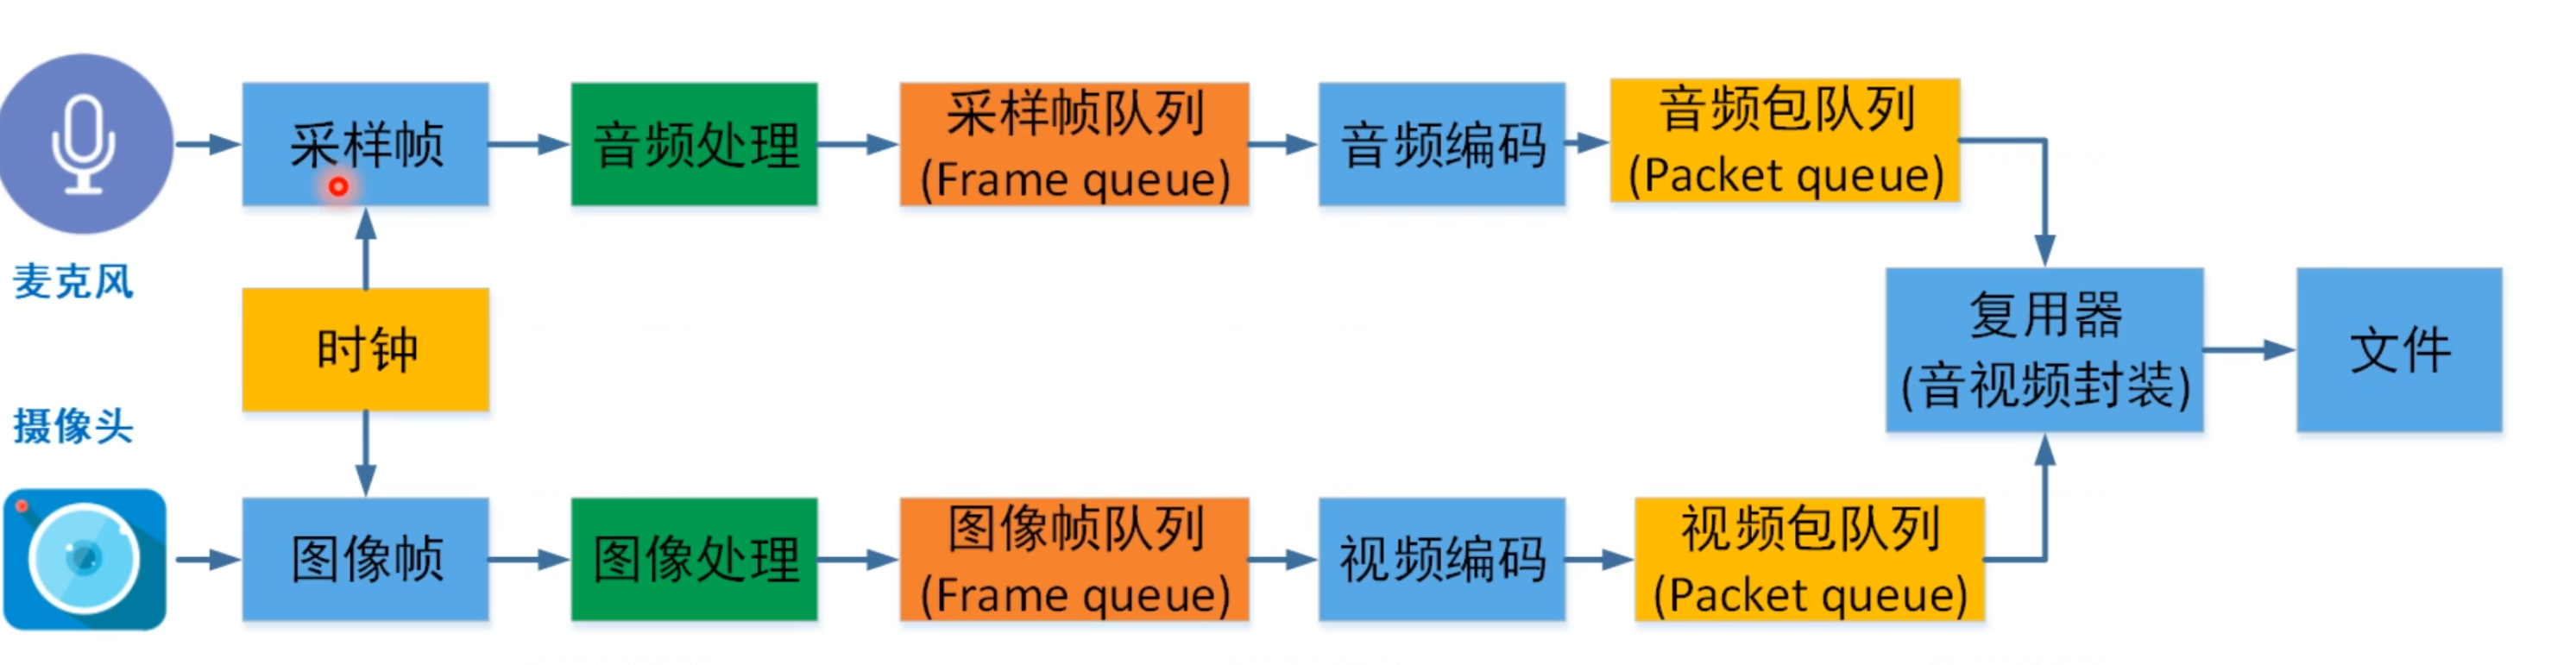 采样帧
音频处理
采样帧队列
(Frame queue)
音频编码
音频包队列
(Packet queue)
麦克风
时钟
复用器
(音视频封装)
文件
摄像头
图像帧
图像处理
图像帧队列
(Frame queue)
视频编码
视频包队列
(Packet queue)